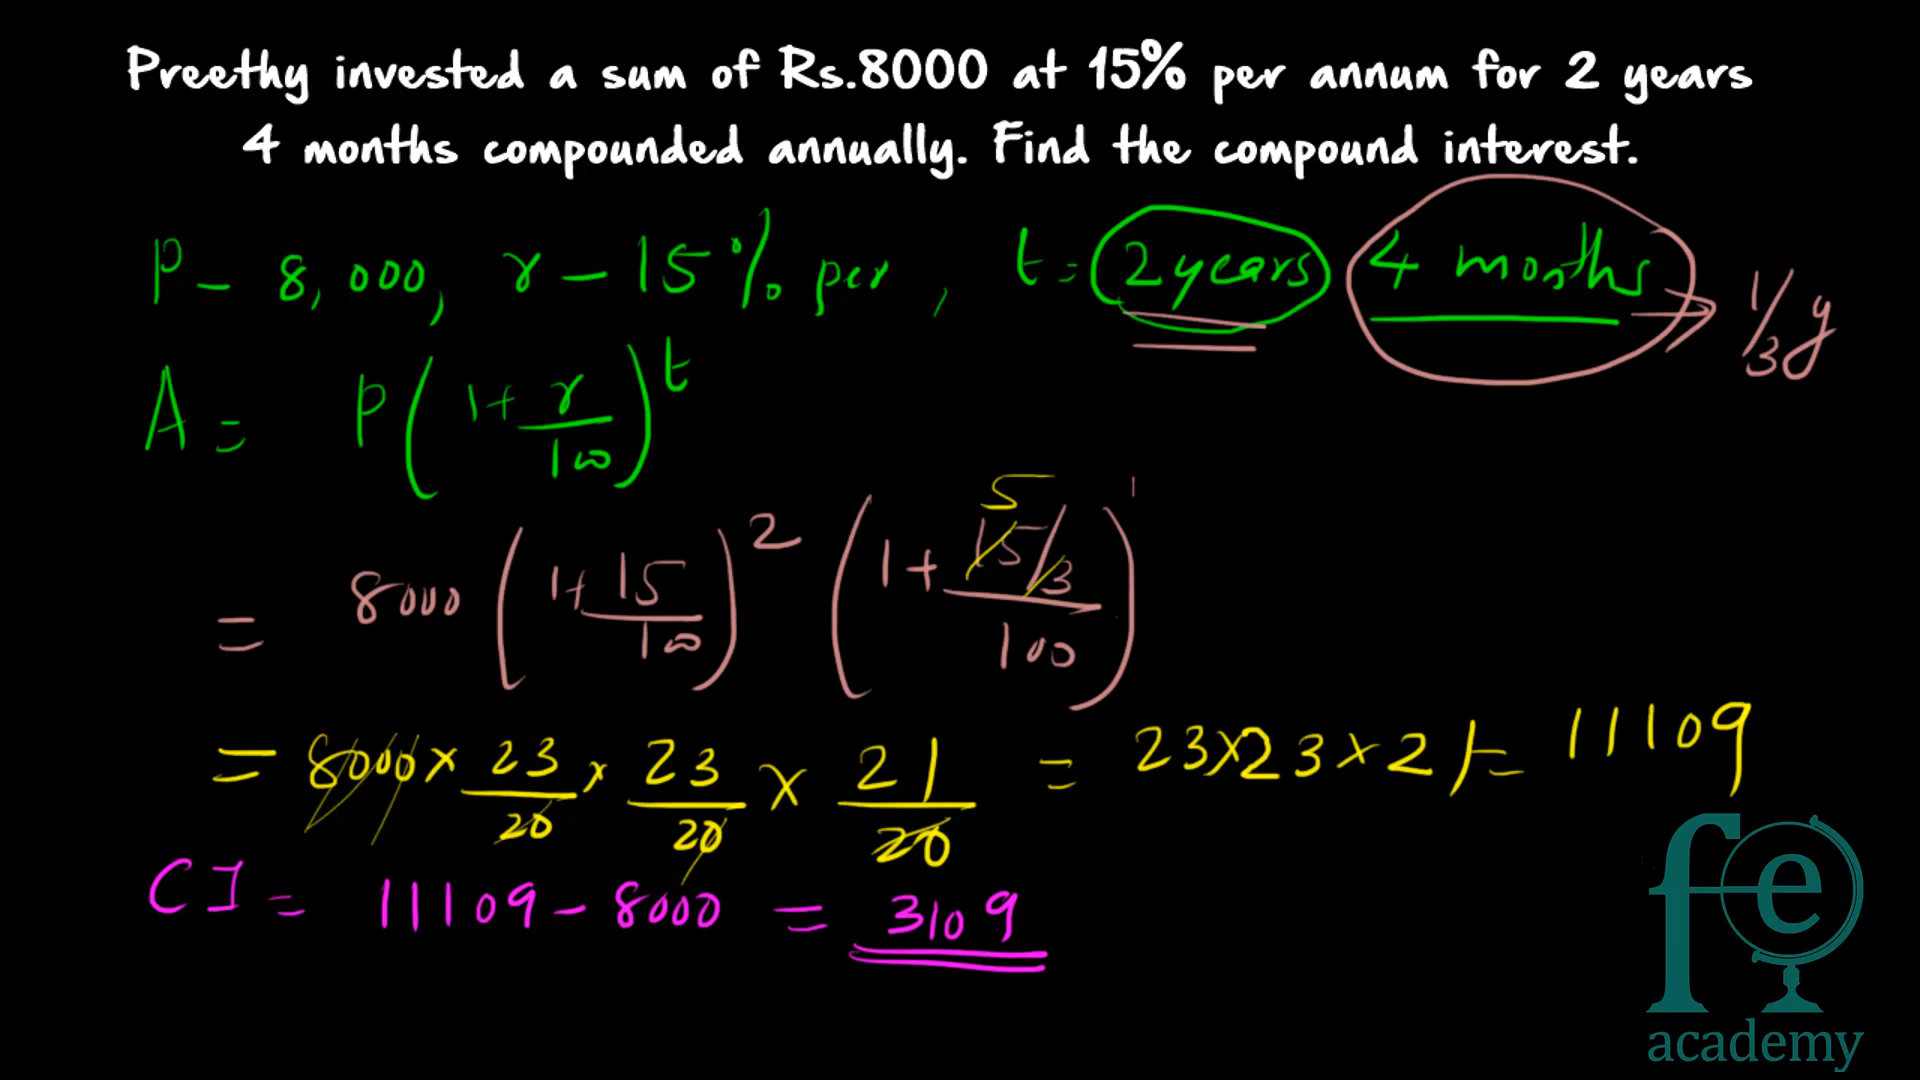 Preethy invested a sum of Rs.8000 at 15% per annum for 2 years
4 months compounded annually. Find the compound interest.
P - 8,000, r - 15% per , t = 2 years 4 months → 1/3 y
A = P(1 + r/100)^t
= 8000 (1 + 15/100)^2 (1 + 15/3/100)^1 5
= 8000 × 23/20 × 23/20 × 21/20 = 23×23×21 = 11109
CI = 11109 - 8000 = 3109
fe
academy